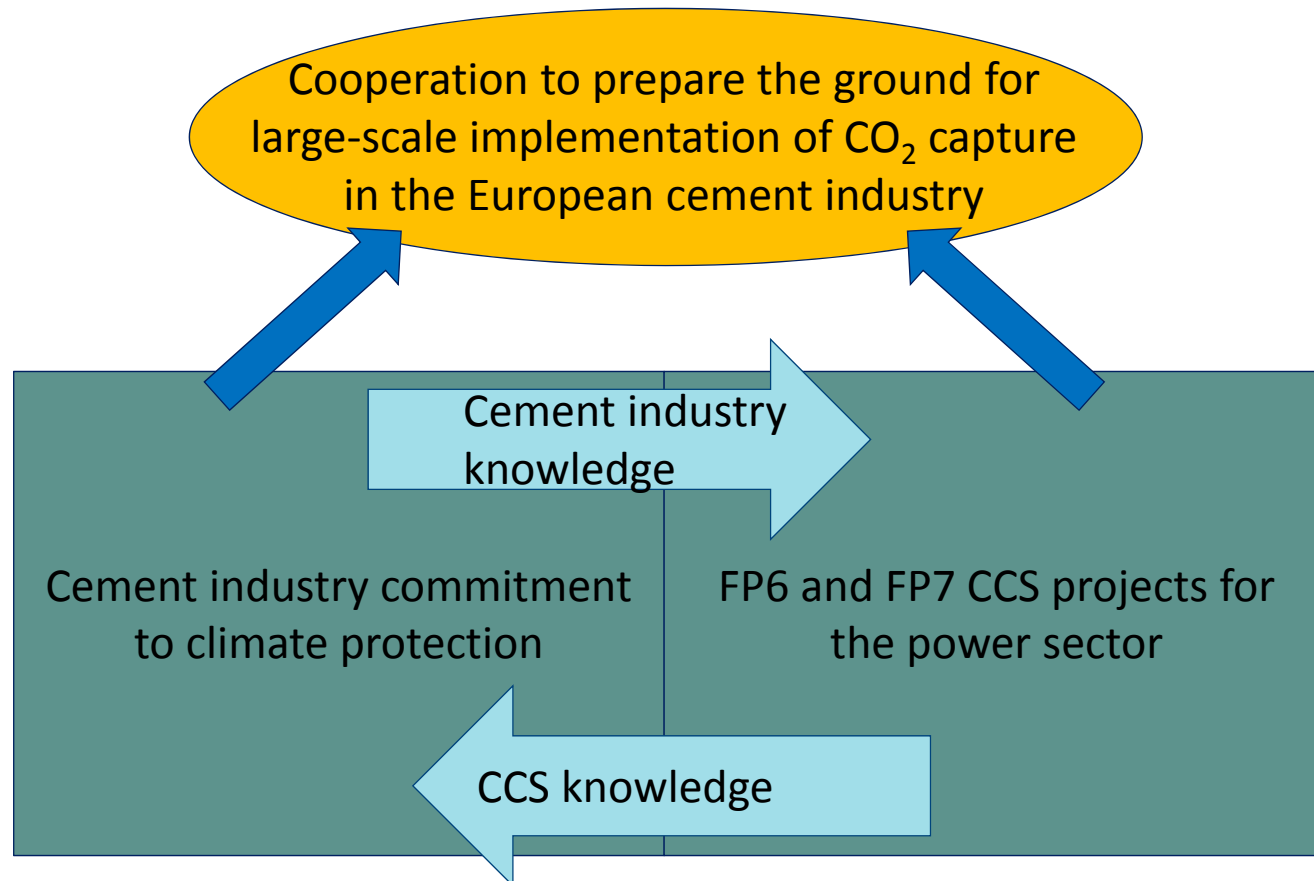 Cooperation to prepare the ground for
large-scale implementation of CO₂ capture
in the European cement industry
Cement industry
knowledge
Cement industry commitment
to climate protection
FP6 and FP7 CCS projects for
the power sector
CCS knowledge